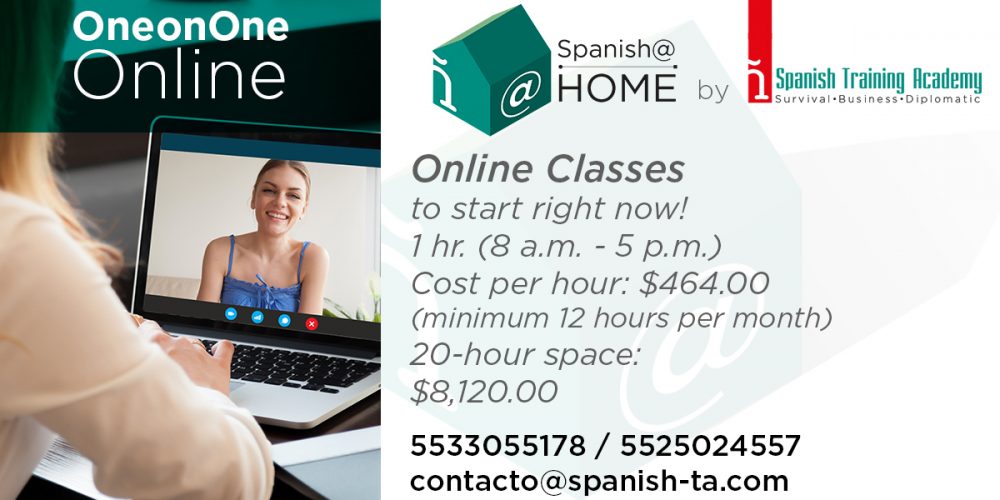 OneonOne
Online
Spanish@
HOME
ñ
@
by
ñ Spanish Training Academy
Survival•Business•Diplomatic
Online Classes
to start right now!
1 hr. (8 a.m. - 5 p.m.)
Cost per hour: $464.00
(minimum 12 hours per month)
20-hour space:
$8,120.00
5533055178 / 5525024557
contacto@spanish-ta.com